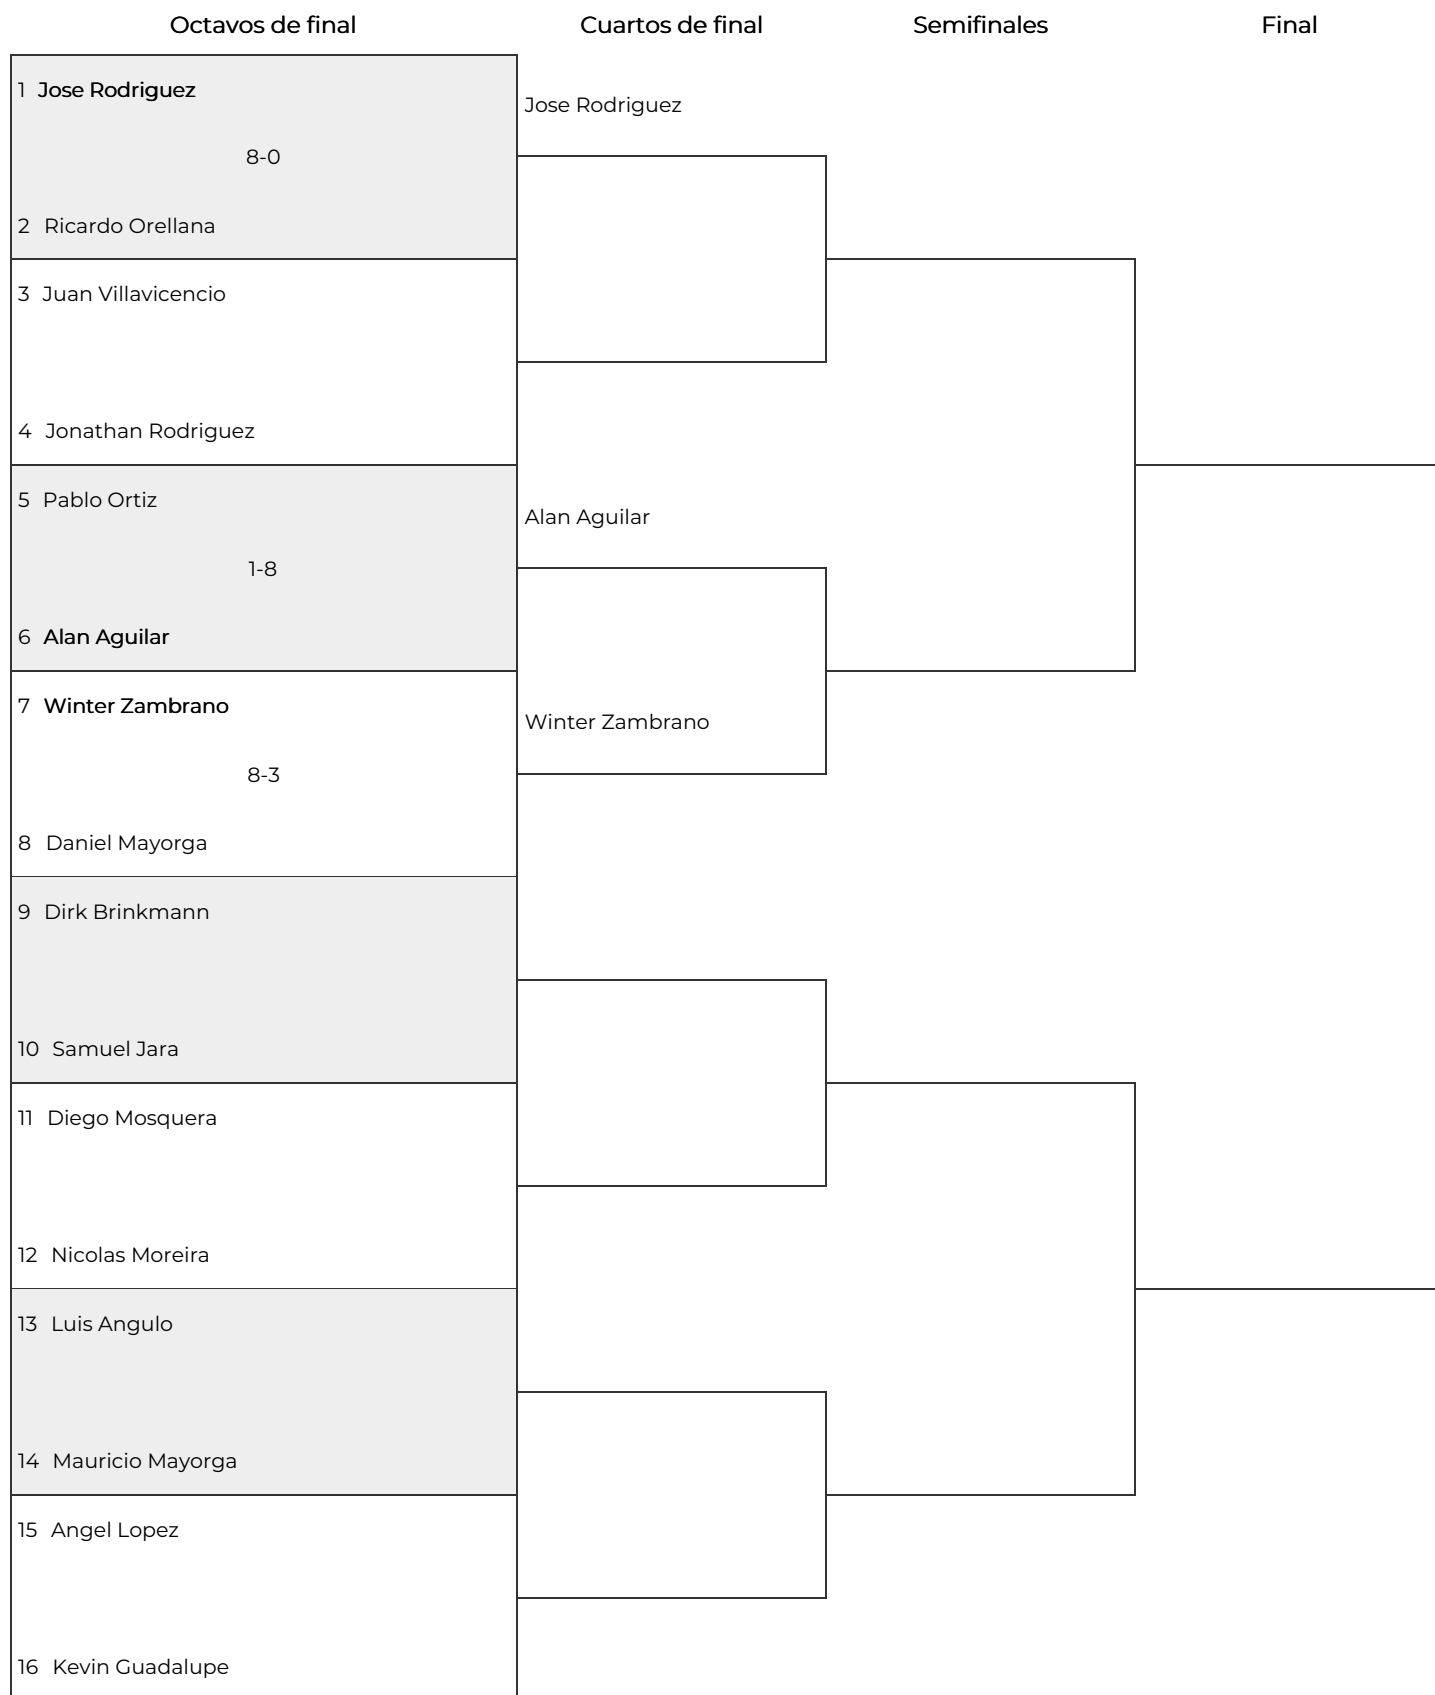 Octavos de final
Cuartos de final
Semifinales
Final
1 Jose Rodriguez
Jose Rodriguez
8-0
2 Ricardo Orellana
3 Juan Villavicencio
4 Jonathan Rodriguez
5 Pablo Ortiz
Alan Aguilar
1-8
6 Alan Aguilar
7 Winter Zambrano
Winter Zambrano
8-3
8 Daniel Mayorga
9 Dirk Brinkmann
10 Samuel Jara
11 Diego Mosquera
12 Nicolas Moreira
13 Luis Angulo
14 Mauricio Mayorga
15 Angel Lopez
16 Kevin Guadalupe